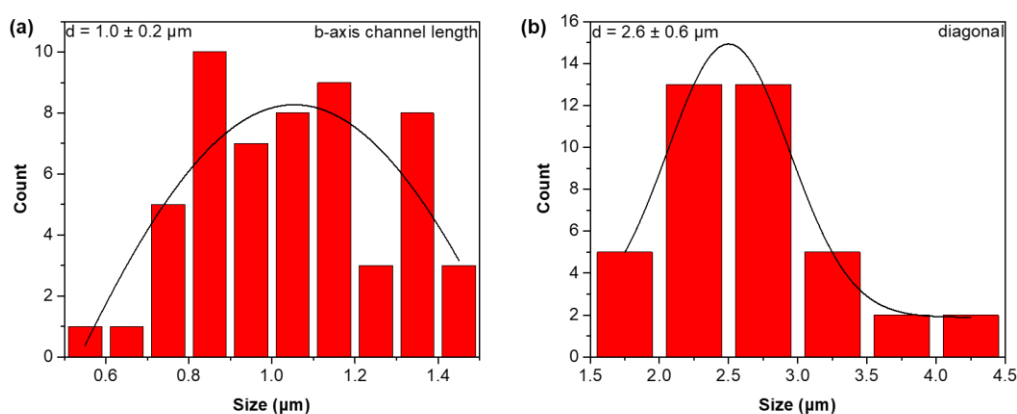 (a)
d = 1.0 ± 0.2 µm
b-axis channel length
10
8
6
4
2
0
Count
0.6 0.8 1.0 1.2 1.4
Size (µm)
(b)
d = 2.6 ± 0.6 µm
diagonal
16
14
12
10
8
6
4
2
0
Count
1.5 2.0 2.5 3.0 3.5 4.0 4.5
Size (µm)